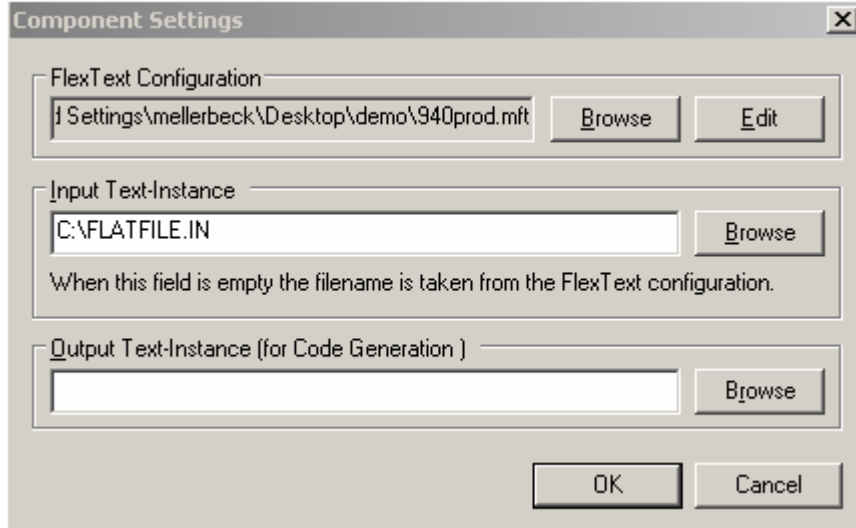 Component Settings
FlexText Configuration
Settings\mellerbeck\Desktop\demo\940prod.mft
Browse
Edit
Input Text-Instance
C:\FLATFILE.IN
Browse
When this field is empty the filename is taken from the FlexText configuration.
Output Text-Instance (for Code Generation )
Browse
OK
Cancel